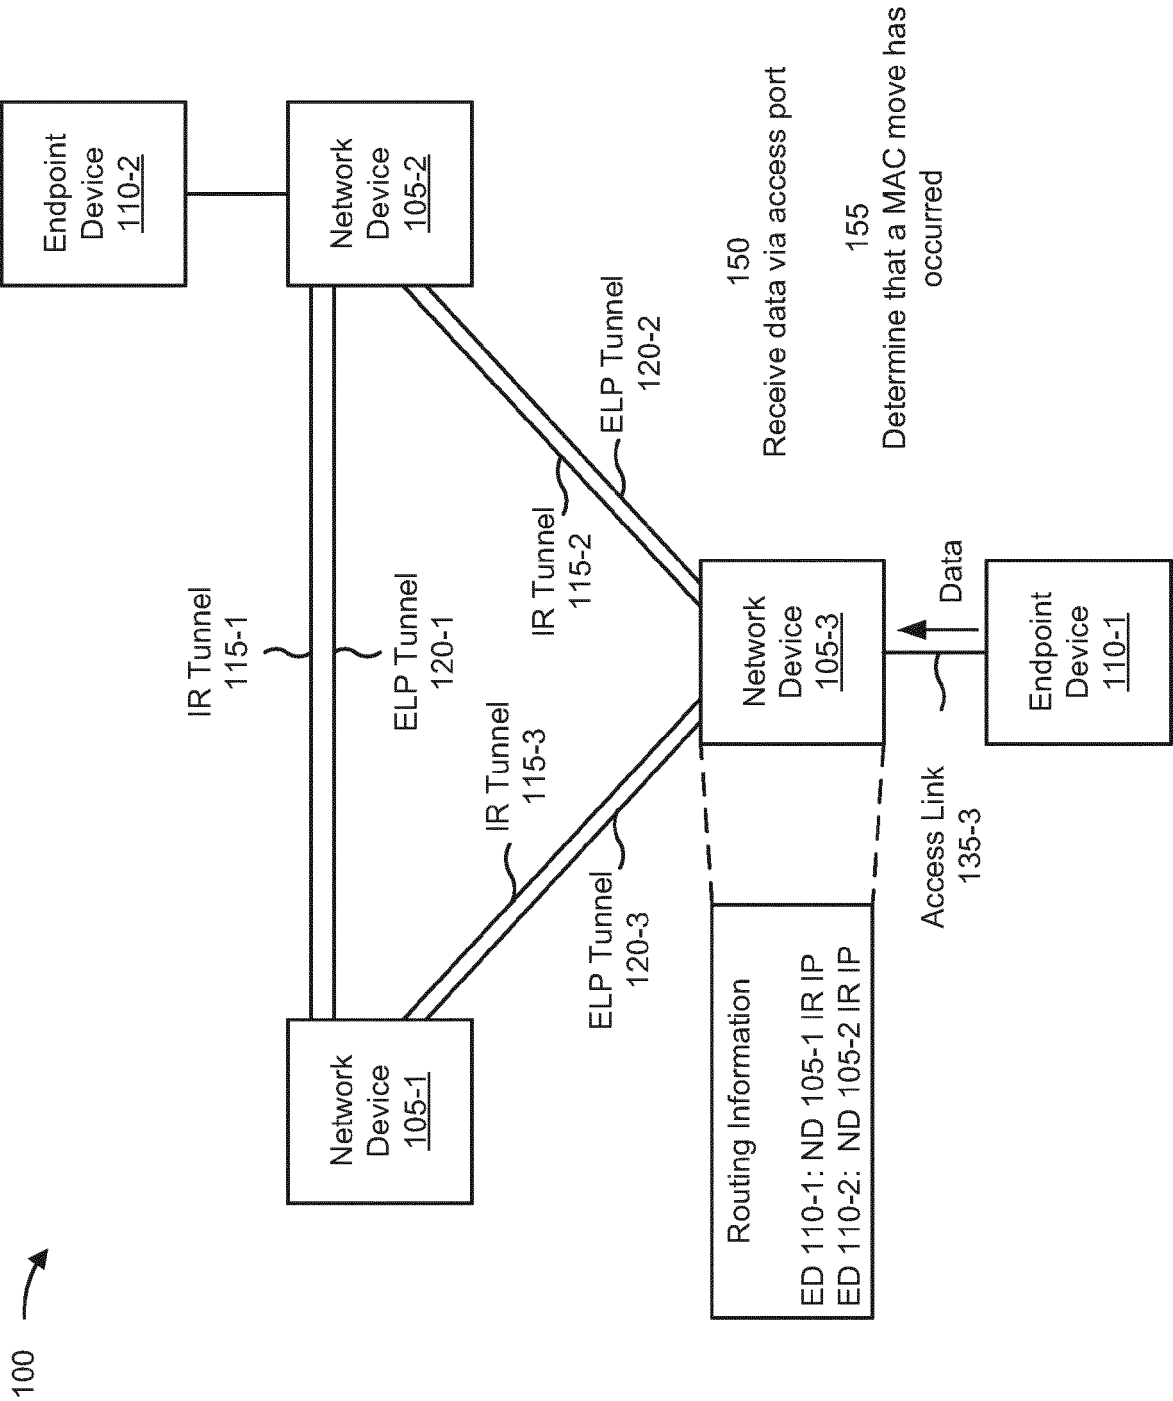 100
Endpoint
Device
110-2
Network
Device
105-1
IR Tunnel
115-1
ELP Tunnel
120-1
Network
Device
105-2
IR Tunnel
115-3
ELP Tunnel
120-3
IR Tunnel
115-2
ELP Tunnel
120-2
Routing Information
ED 110-1: ND 105-1 IR IP
ED 110-2: ND 105-2 IR IP
Network
Device
105-3
150
Receive data via access port
155
Determine that a MAC move has
occurred
Access Link
135-3
Data
Endpoint
Device
110-1